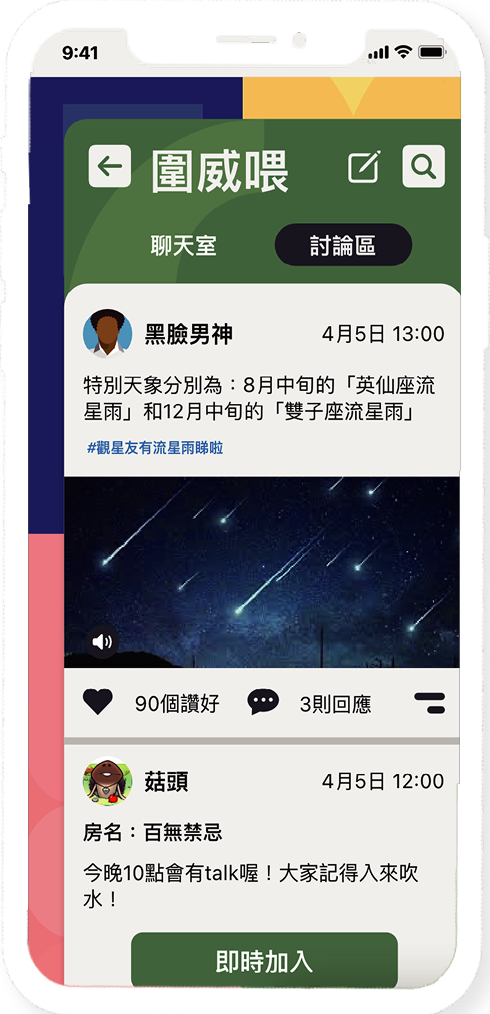 9:41
圍威喂
聊天室
討論區
黑臉男神
4月5日 13:00
特別天象分別為：8月中旬的「英仙座流
星雨」和12月中旬的「雙子座流星雨」
#觀星友有流星雨睇啦
90個讚好
3則回應
菇頭
4月5日 12:00
房名：百無禁忌
今晚10點會有talk喔！大家記得入來吹
水！
即時加入